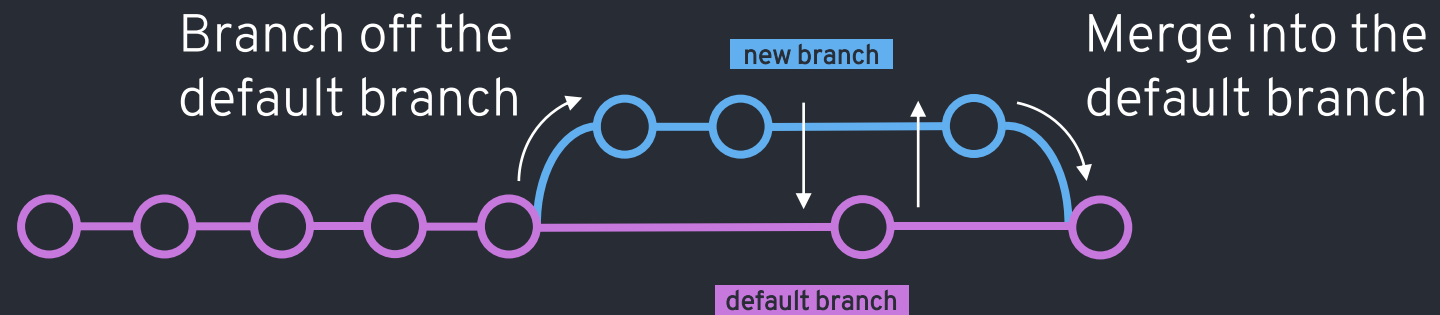 Branch off the
default branch
new branch
Merge into the
default branch
default branch